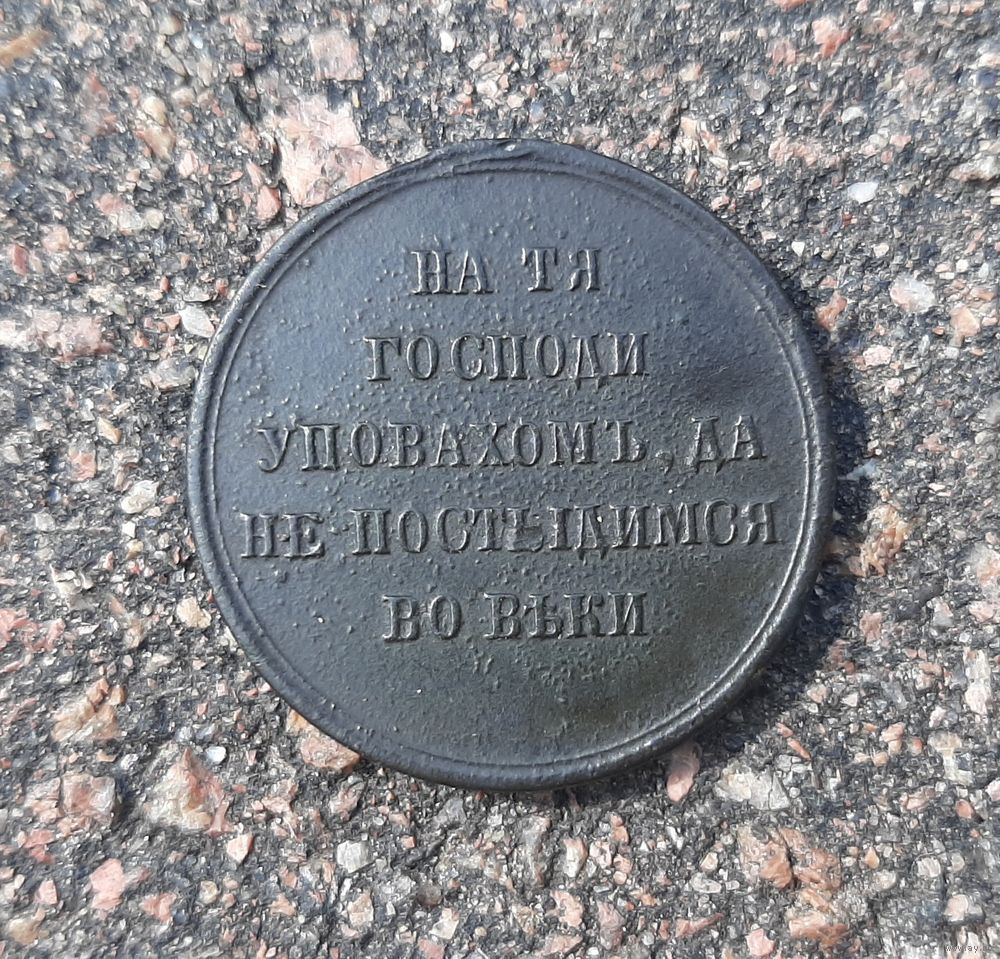 НА ТЯ
ГОСПОДИ
УПОВАХОМЪ, ДА
НЕ ПОСТЫДИМСЯ
ВО ВѢКИ